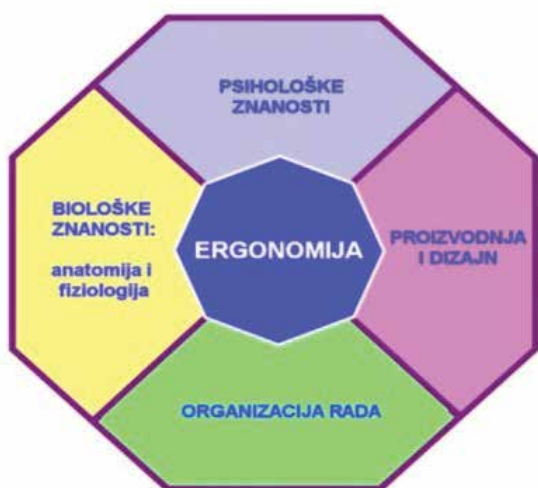 PSIHOLOŠKE
ZNANOSTI
BIOLOŠKE
ZNANOSTI:
anatomija i
fiziologija
ERGONOMIJA
PROIZVODNJA
I DIZAJN
ORGANIZACIJA RADA